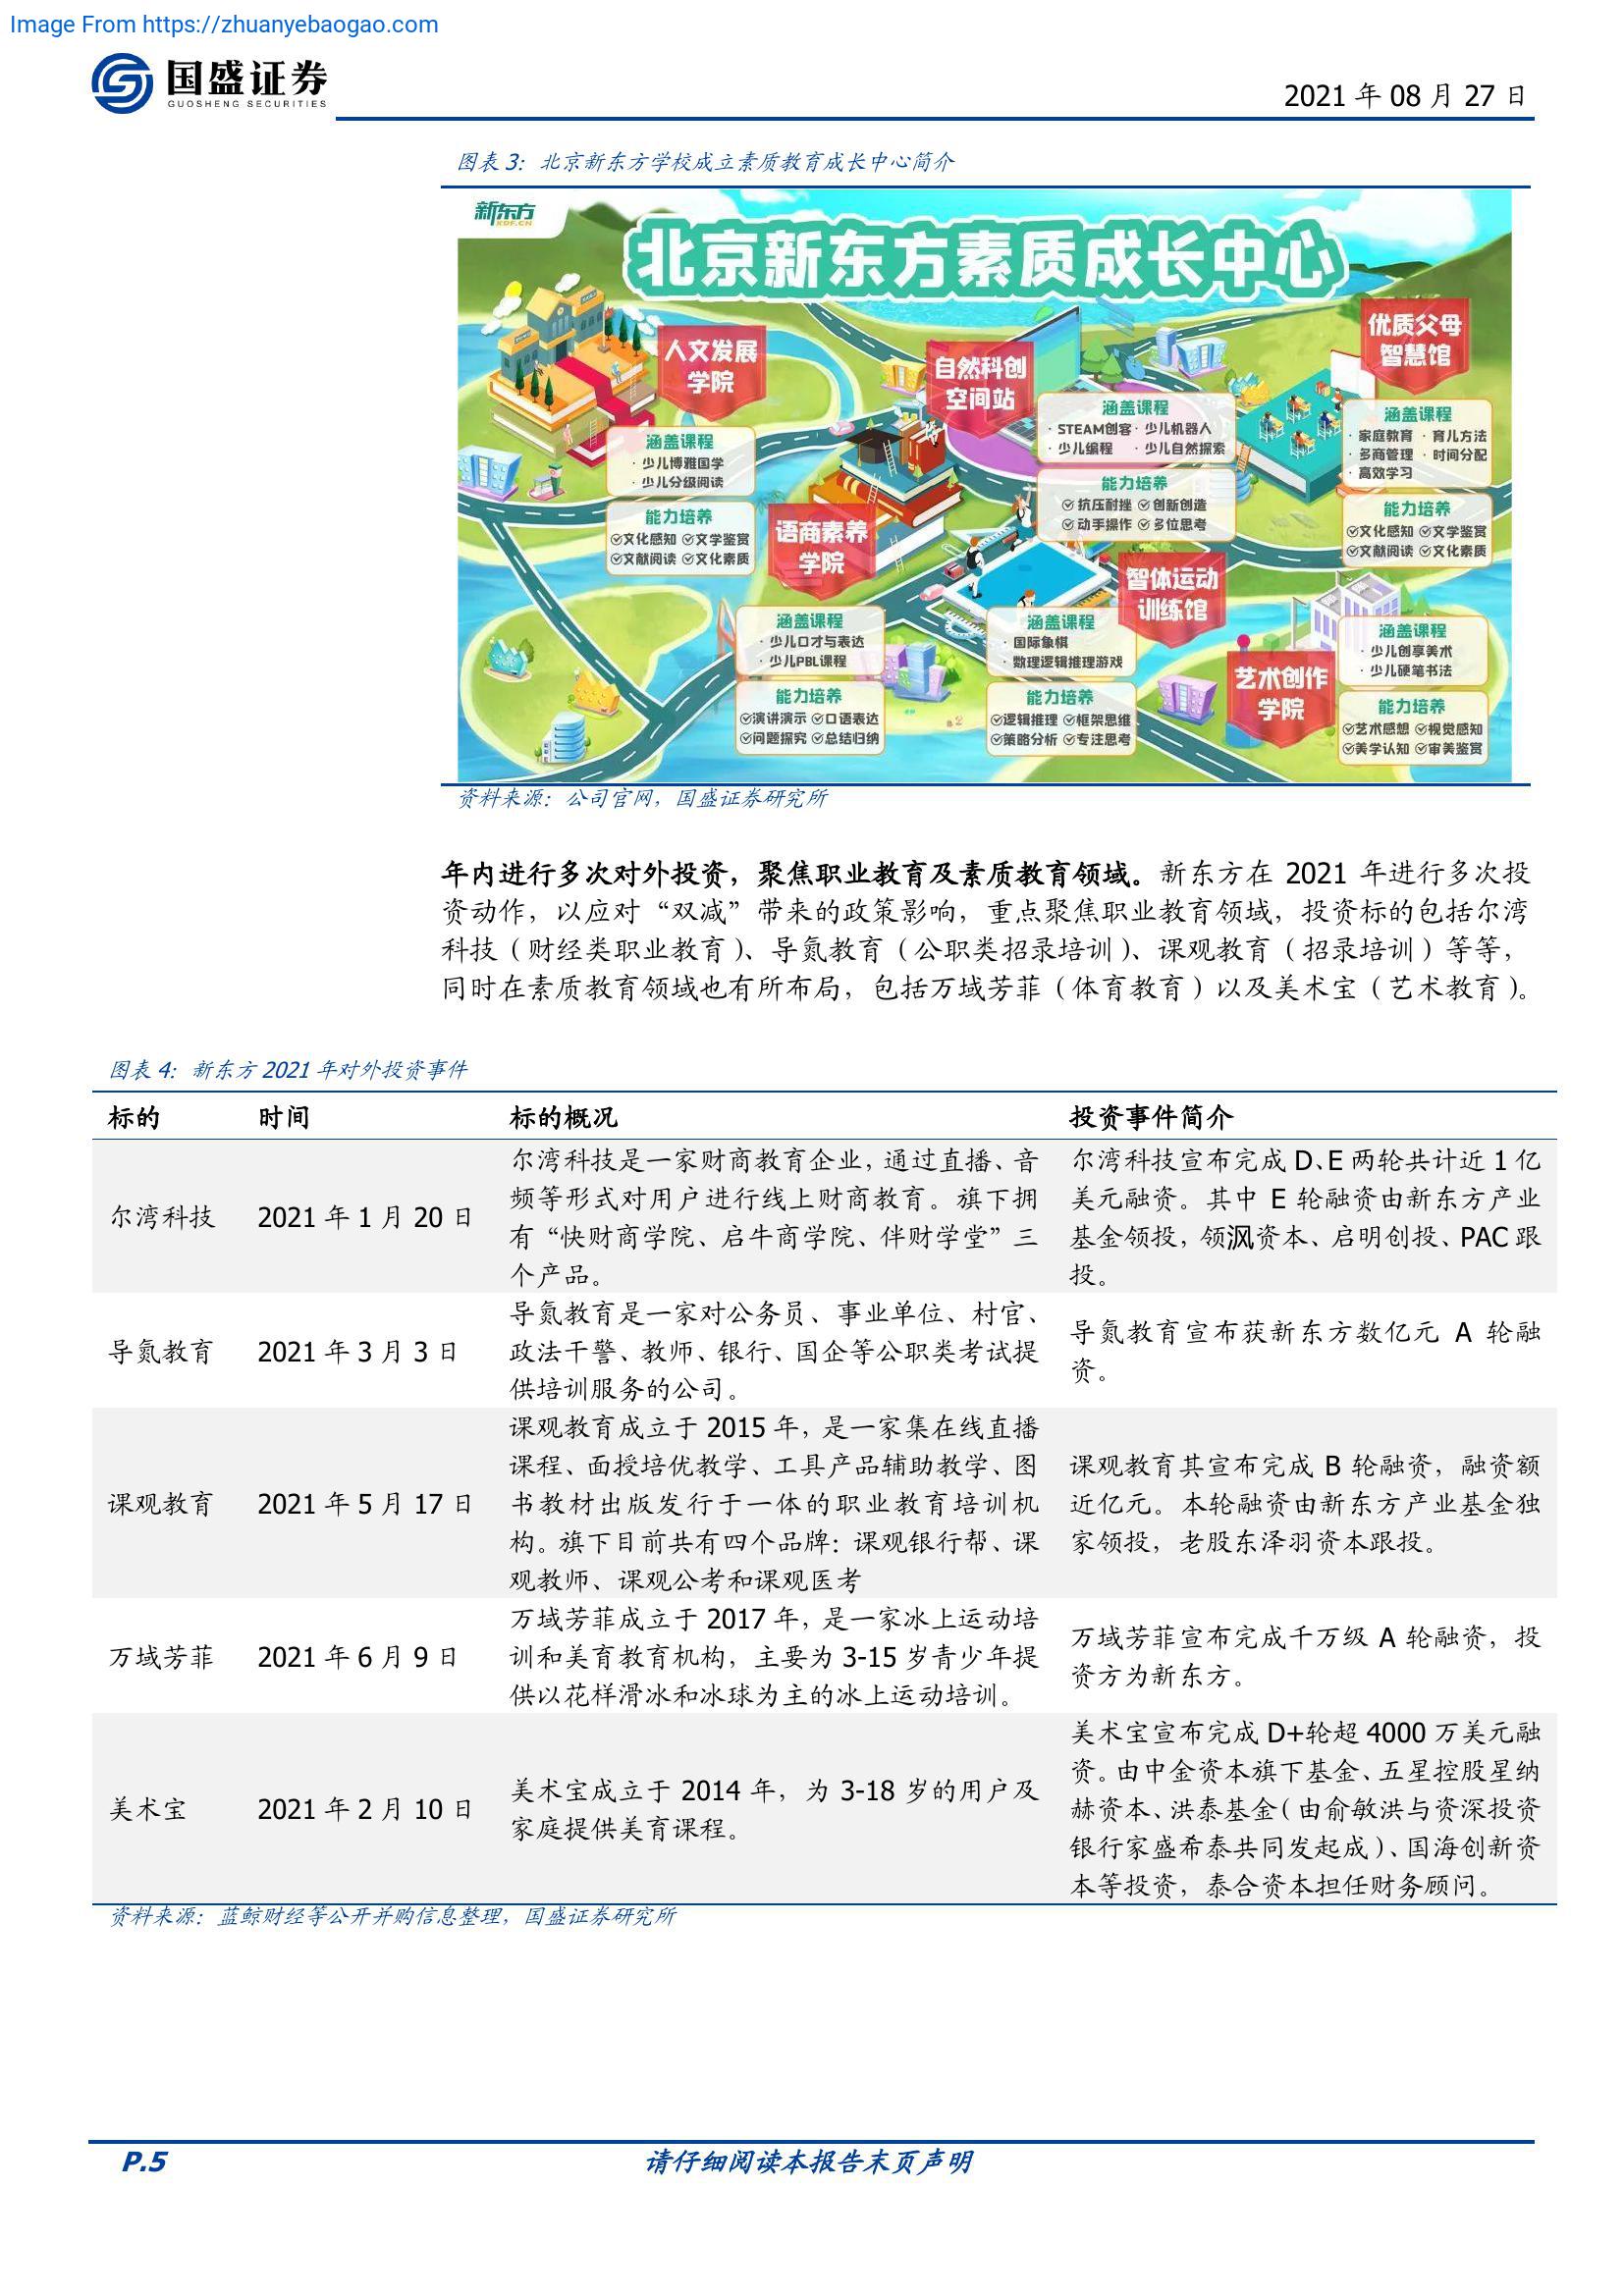 Image From https://zhuanyebaogao.com
国盛证券
GUOSHENG SECURITIES
2021 年 08 月 27 日
图表 3：北京新东方学校成立素质教育成长中心简介
新东方
XDF.CN
北京新东方素质成长中心
人文发展
学院
涵盖课程
· 少儿博雅国学
· 少儿分级阅读
能力培养
文化感知 文学鉴赏
文献阅读 文化素质
自然科创
空间站
涵盖课程
· STEAM创客 · 少儿机器人
· 少儿编程 · 少儿自然探索
能力培养
抗压耐挫 创新创造
动手操作 多位思考
优质父母
智慧馆
涵盖课程
· 家庭教育 · 育儿方法
· 多商管理 · 时间分配
· 高效学习
能力培养
文化感知 文学鉴赏
文献阅读 文化素质
语商素养
学院
涵盖课程
· 少儿口才与表达
· 少儿PBL课程
能力培养
演讲演示 口语表达
问题探究 总结归纳
智体运动
训练馆
涵盖课程
· 国际象棋
· 数理逻辑推理游戏
能力培养
逻辑推理 框架思维
策略分析 专注思考
艺术创作
学院
涵盖课程
· 少儿创享美术
· 少儿硬笔书法
能力培养
艺术感想 视觉感知
美学认知 审美鉴赏
资料来源：公司官网，国盛证券研究所
年内进行多次对外投资，聚焦职业教育及素质教育领域。新东方在 2021 年进行多次投
资动作，以应对“双减”带来的政策影响，重点聚焦职业教育领域，投资标的包括尔湾
科技（财经类职业教育）、导氮教育（公职类招录培训）、课观教育（招录培训）等等，
同时在素质教育领域也有所布局，包括万域芳菲（体育教育）以及美术宝（艺术教育）。
图表 4：新东方 2021 年对外投资事件
标的 时间 标的概况 投资事件简介
尔湾科技 2021 年 1 月 20 日
尔湾科技是一家财商教育企业，通过直播、音
频等形式对用户进行线上财商教育。旗下拥
有“快财商学院、启牛商学院、伴财学堂”三
个产品。
尔湾科技宣布完成 D、E 两轮共计近 1 亿
美元融资。其中 E 轮融资由新东方产业
基金领投，领沨资本、启明创投、PAC 跟
投。
导氮教育 2021 年 3 月 3 日
导氮教育是一家对公务员、事业单位、村官、
政法干警、教师、银行、国企等公职类考试提
供培训服务的公司。
导氮教育宣布获新东方数亿元 A 轮融
资。
课观教育 2021 年 5 月 17 日
课观教育成立于 2015 年，是一家集在线直播
课程、面授培优教学、工具产品辅助教学、图
书教材出版发行于一体的职业教育培训机
构。旗下目前共有四个品牌：课观银行帮、课
观教师、课观公考和课观医考
课观教育其宣布完成 B 轮融资，融资额
近亿元。本轮融资由新东方产业基金独
家领投，老股东泽羽资本跟投。
万域芳菲 2021 年 6 月 9 日
万域芳菲成立于 2017 年，是一家冰上运动培
训和美育教育机构，主要为 3-15 岁青少年提
供以花样滑冰和冰球为主的冰上运动培训。
万域芳菲宣布完成千万级 A 轮融资，投
资方为新东方。
美术宝 2021 年 2 月 10 日
美术宝成立于 2014 年，为 3-18 岁的用户及
家庭提供美育课程。
美术宝宣布完成 D+轮超 4000 万美元融
资。由中金资本旗下基金、五星控股星纳
赫资本、洪泰基金（由俞敏洪与资深投资
银行家盛希泰共同发起成）、国海创新资
本等投资，泰合资本担任财务顾问。
资料来源：蓝鲸财经等公开并购信息整理，国盛证券研究所
P.5
请仔细阅读本报告末页声明